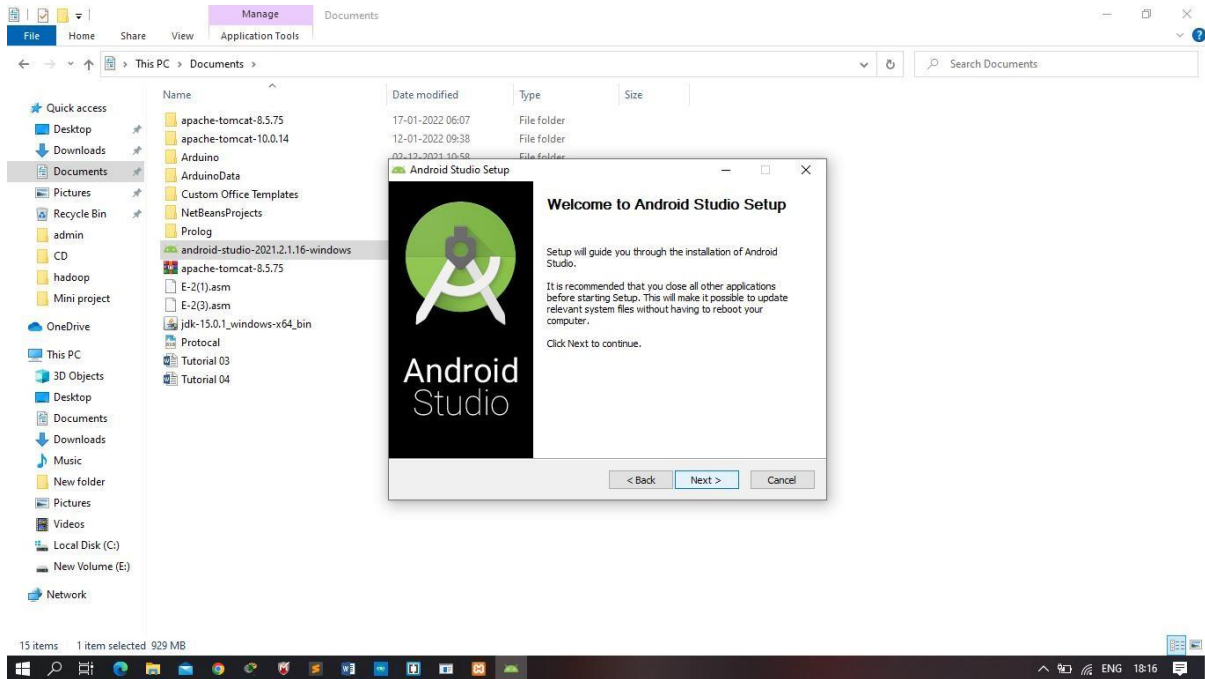 Manage Documents
File Home Share View Application Tools
This PC > Documents >
Search Documents
Name Date modified Type Size
Quick access
Desktop
Downloads
Documents
Pictures
Recycle Bin
admin
CD
hadoop
Mini project
OneDrive
This PC
3D Objects
Desktop
Documents
Downloads
Music
New folder
Pictures
Videos
Local Disk (C:)
New Volume (E:)
Network
apache-tomcat-8.5.75 17-01-2022 06:07 File folder
apache-tomcat-10.0.14 12-01-2022 09:38 File folder
Arduino 02-12-2021 10:58 File folder
ArduinoData
Custom Office Templates
NetBeansProjects
Prolog
android-studio-2021.2.1.16-windows
apache-tomcat-8.5.75
E-2(1).asm
E-2(3).asm
jdk-15.0.1_windows-x64_bin
Protocal
Tutorial 03
Tutorial 04
Android Studio Setup
Welcome to Android Studio Setup
Setup will guide you through the installation of Android
Studio.
It is recommended that you close all other applications
before starting Setup. This will make it possible to update
relevant system files without having to reboot your
computer.
Click Next to continue.
Android
Studio
< Back Next > Cancel
15 items 1 item selected 929 MB
ENG 18:16